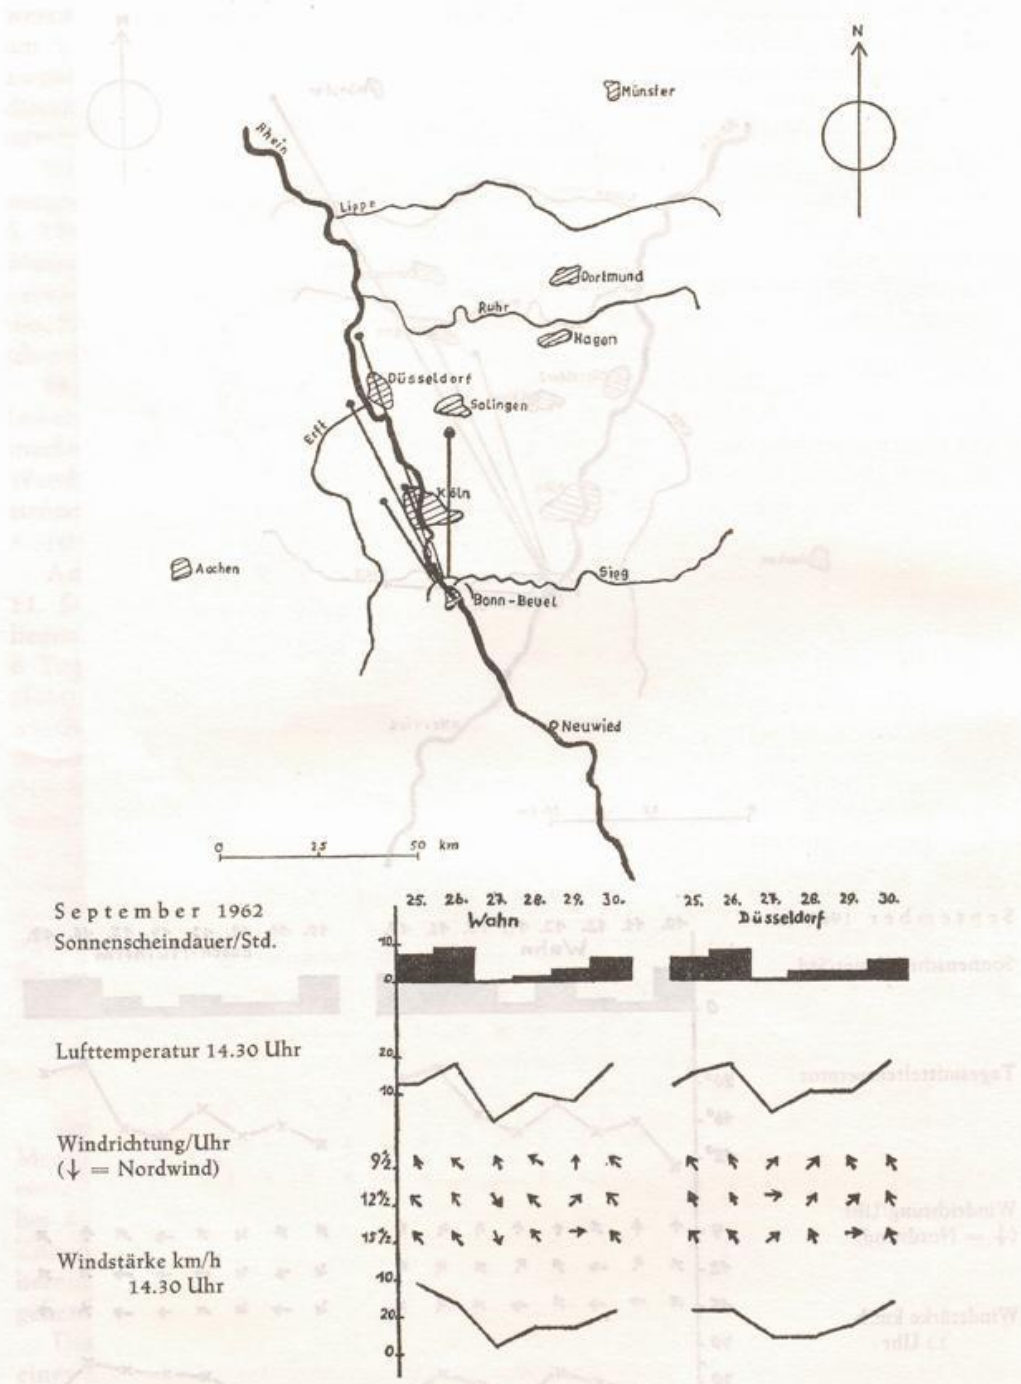 N
Münster
Rhein
Lippe
Dortmund
Ruhr
Hagen
Düsseldorf
Solingen
Erft
Köln
Aachen
Sieg
Bonn-Beuel
Neuwied
0 25 50 km
25. 26. 27. 28. 29. 30. 25. 26. 27. 28. 29. 30.
September 1962 Wahn Düsseldorf
Sonnenscheindauer/Std. 10
0
Lufttemperatur 14.30 Uhr 20
10
Windrichtung/Uhr
(↓ = Nordwind) 9½
12½
15½
Windstärke km/h
14.30 Uhr 40
20
0